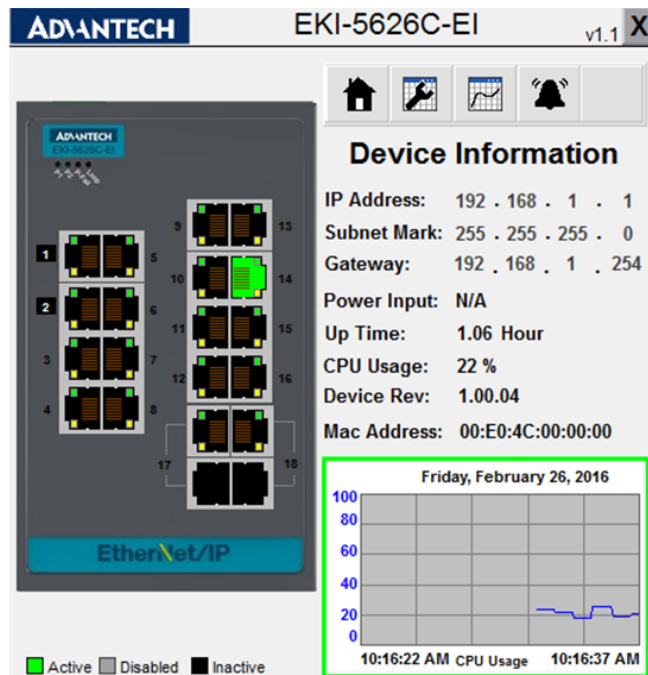 ADVANTECH EKI-5626C-EI v1.1 X
Device Information
IP Address: 192 . 168 . 1 . 1
Subnet Mark: 255 . 255 . 255 . 0
Gateway: 192 . 168 . 1 . 254
Power Input: N/A
Up Time: 1.06 Hour
CPU Usage: 22 %
Device Rev: 1.00.04
Mac Address: 00:E0:4C:00:00:00
ADVANTECH
EKI-5626C-EI
P1 P2 P-Fail Loop
9 13
1 5
10 14
2 6
11 15
3 7
12 16
4 8
17 18
EtherNet/IP
Active Disabled Inactive
Friday, February 26, 2016
100
80
60
40
20
0
10:16:22 AM CPU Usage 10:16:37 AM